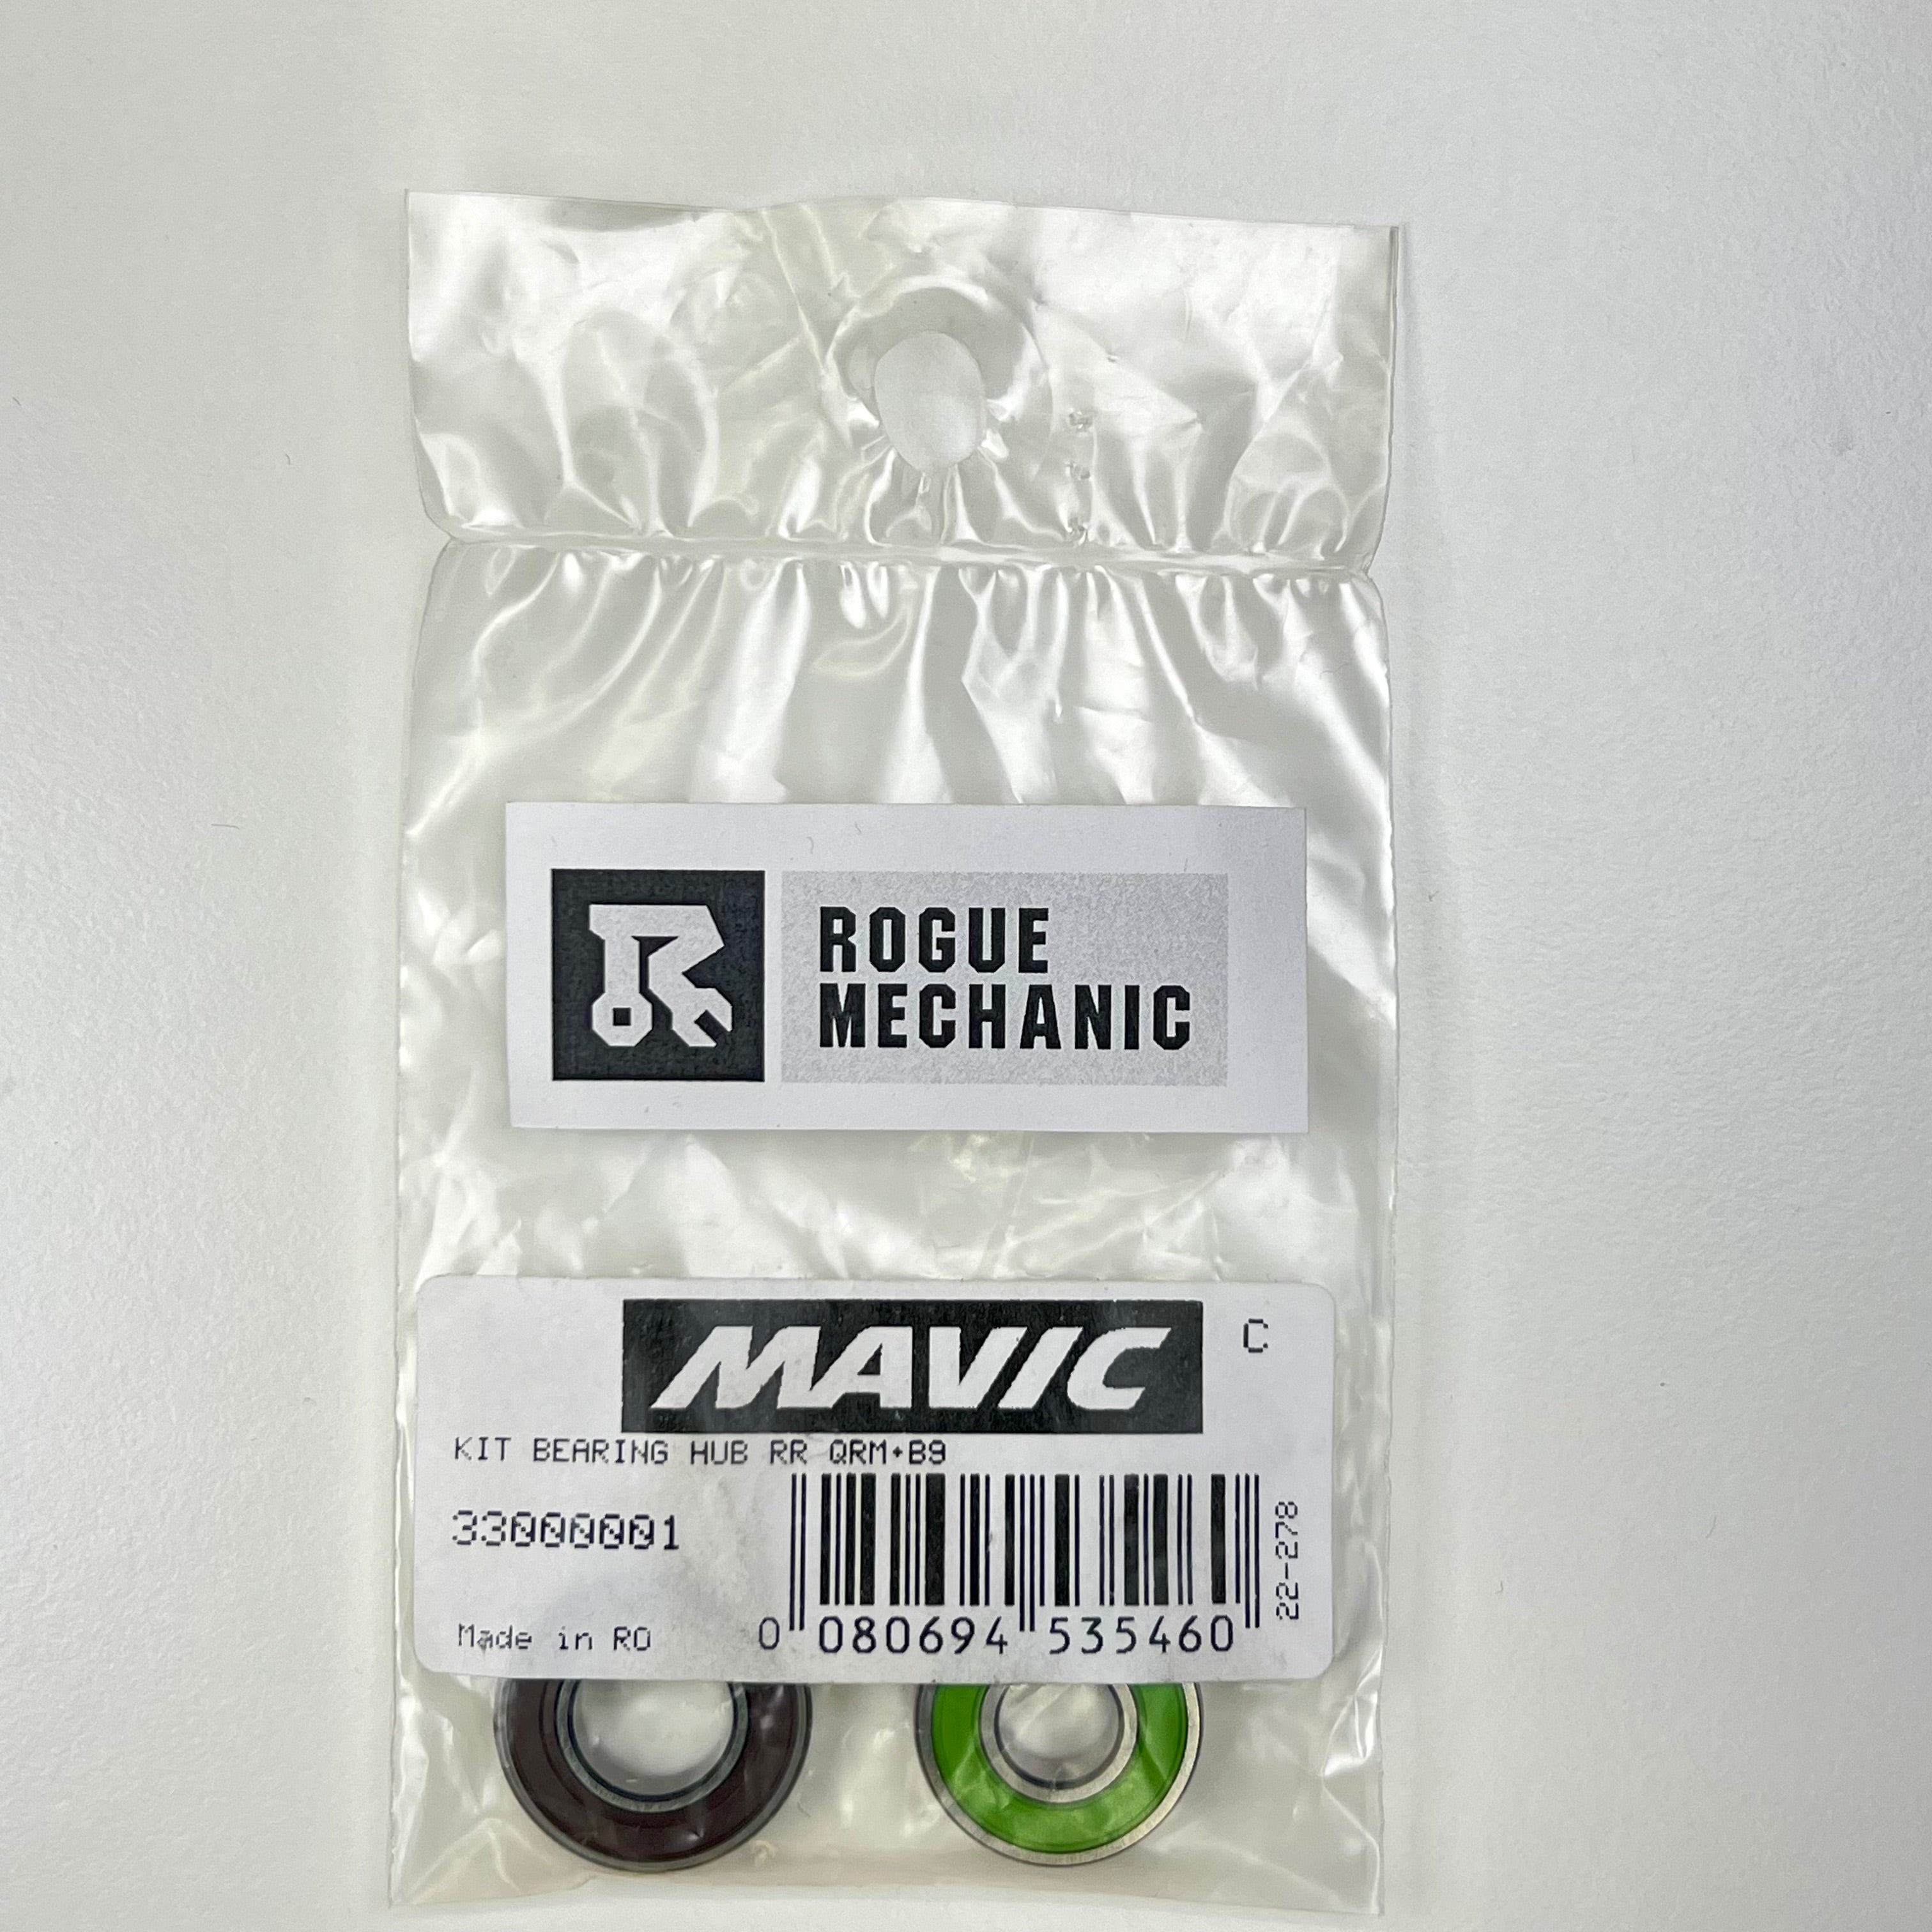 ROGUE
MECHANIC
MAVIC
C
KIT BEARING HUB RR QRM+B9
33000001
22-278
Made in RO
0 080694 535460